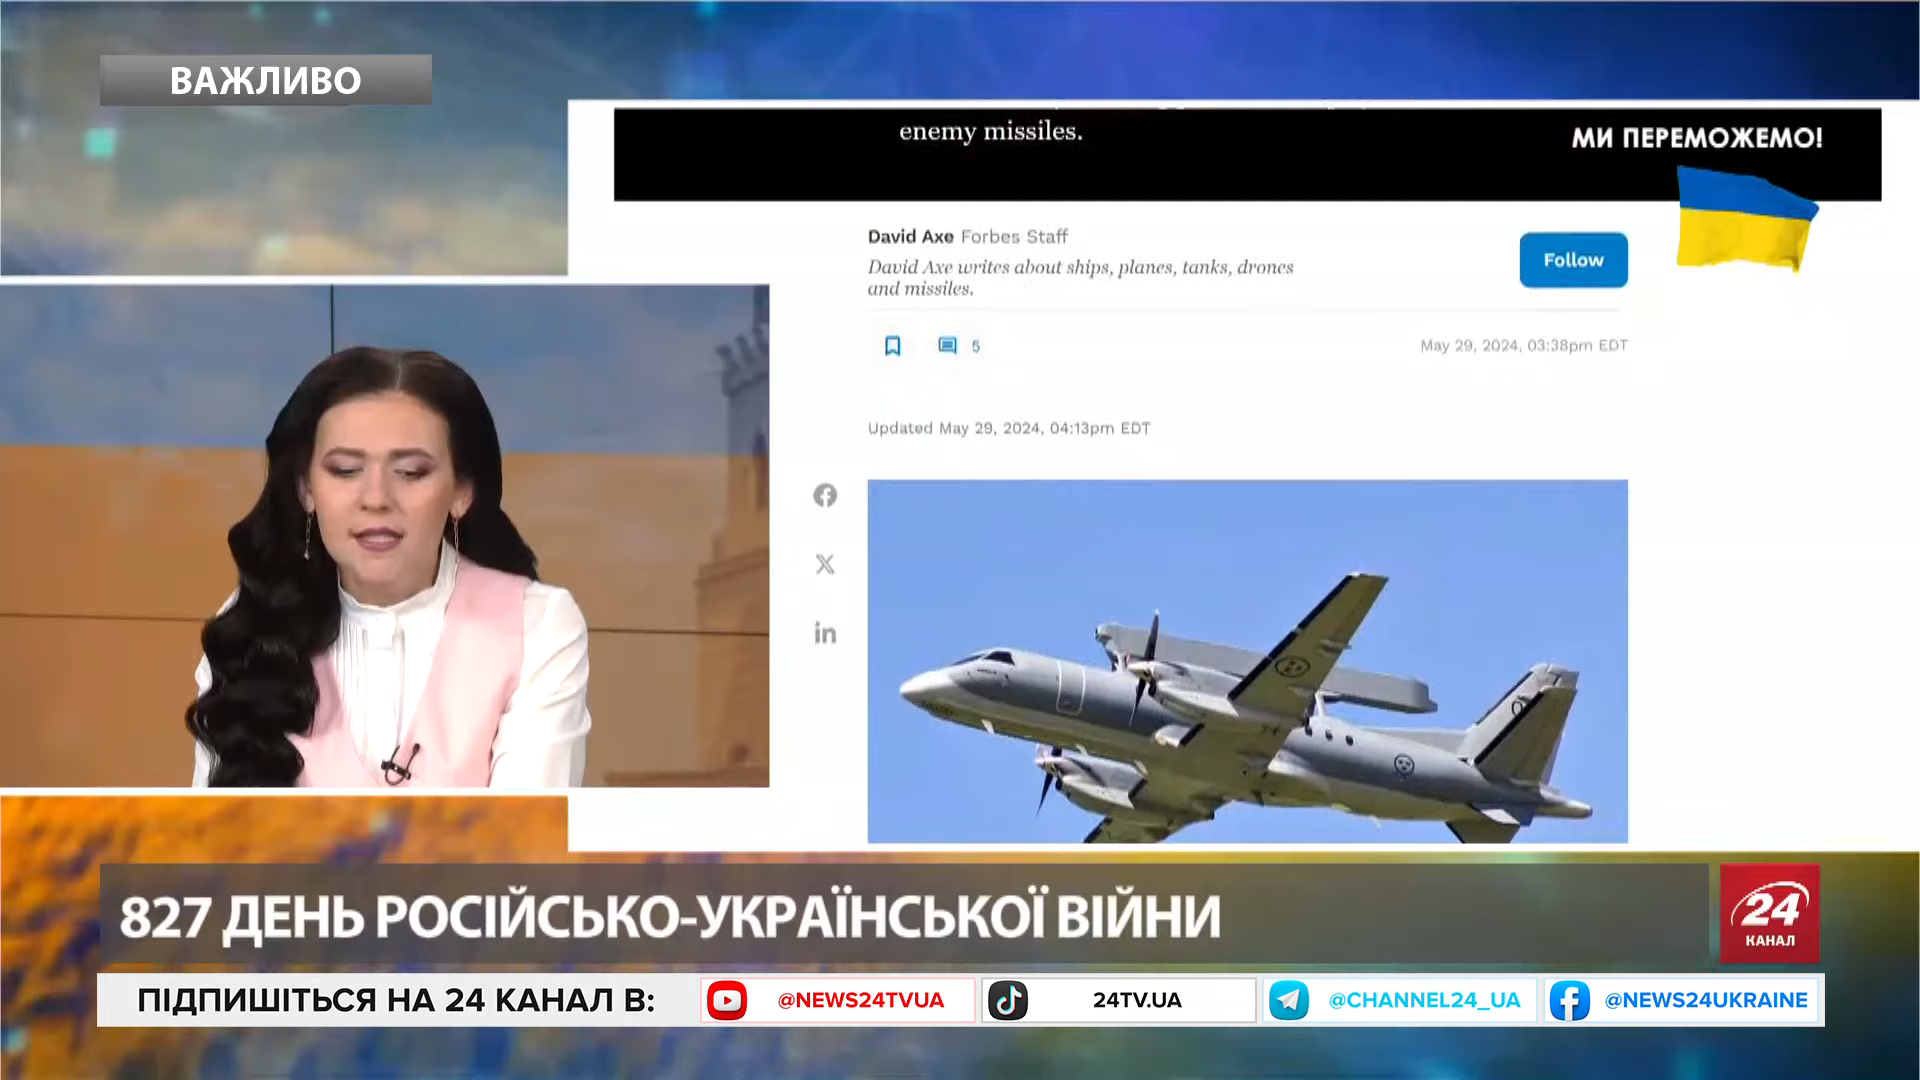 ВАЖЛИВО
enemy missiles.
МИ ПЕРЕМОЖЕМО!
David Axe Forbes Staff
David Axe writes about ships, planes, tanks, drones
and missiles.
Follow
5
May 29, 2024, 03:38pm EDT
Updated May 29, 2024, 04:13pm EDT
827 ДЕНЬ РОСІЙСЬКО-УКРАЇНСЬКОЇ ВІЙНИ
24
КАНАЛ
ПІДПИШІТЬСЯ НА 24 КАНАЛ В:
@NEWS24TVUA
24TV.UA
@CHANNEL24_UA
@NEWS24UKRAINE